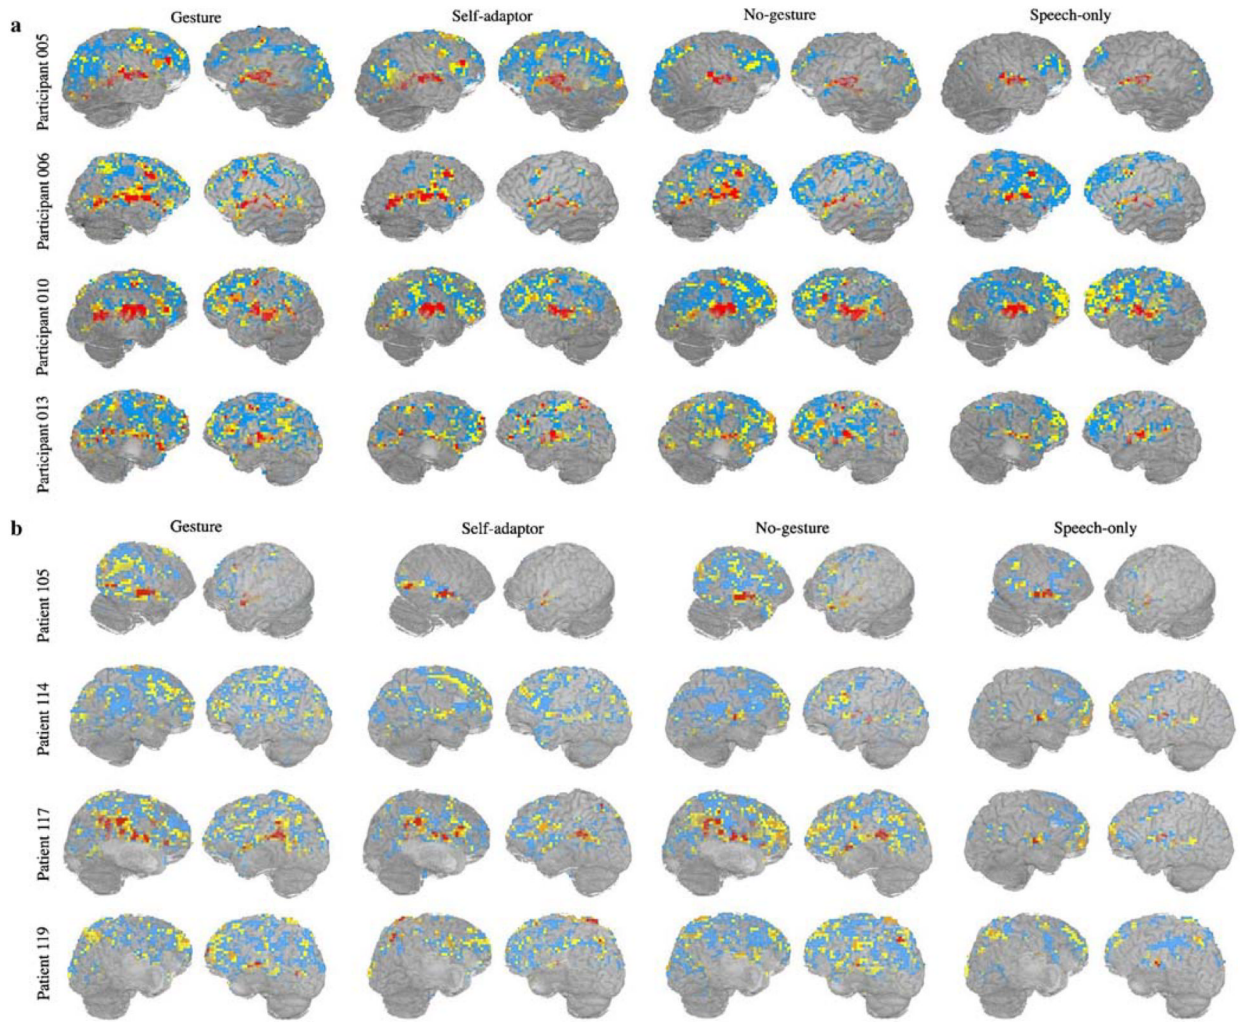 a
Gesture Self-adaptor No-gesture Speech-only
Participant 005
Participant 006
Participant 010
Participant 013
b
Gesture Self-adaptor No-gesture Speech-only
Patient 105
Patient 114
Patient 117
Patient 119